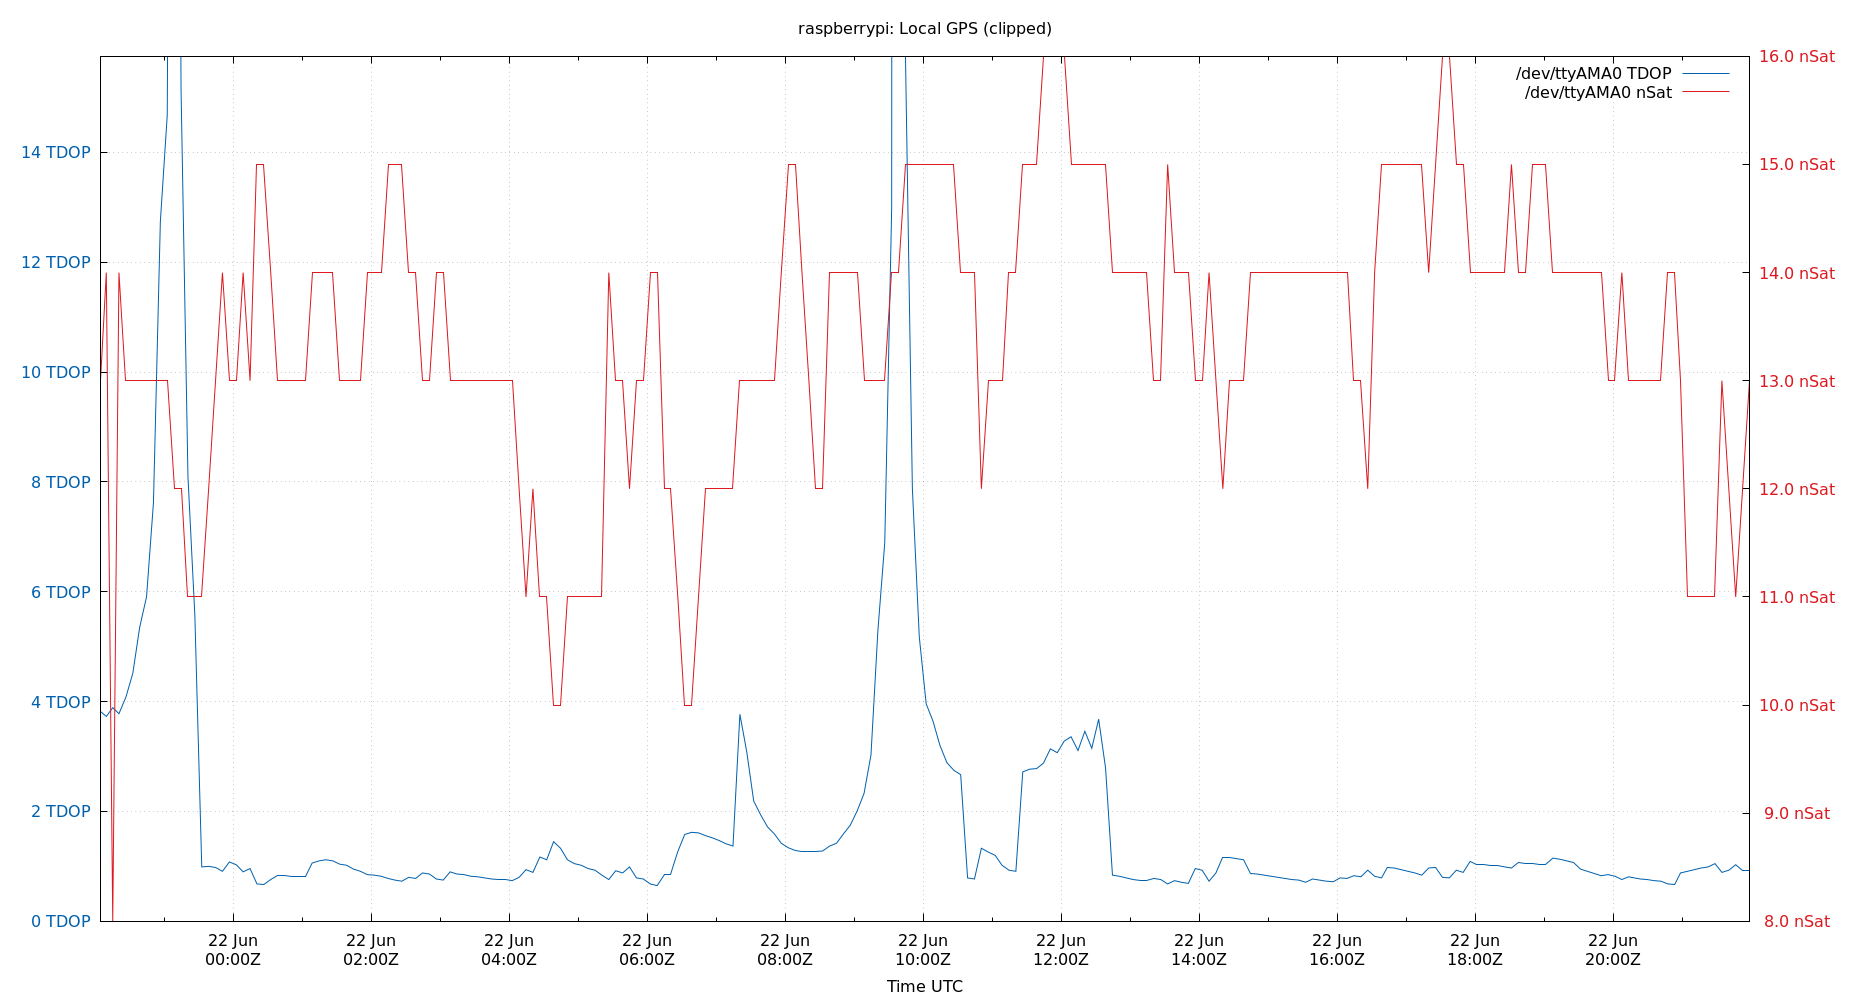 raspberrypi: Local GPS (clipped)
/dev/ttyAMA0 TDOP
/dev/ttyAMA0 nSat
14 TDOP
12 TDOP
10 TDOP
8 TDOP
6 TDOP
4 TDOP
2 TDOP
0 TDOP
16.0 nSat
15.0 nSat
14.0 nSat
13.0 nSat
12.0 nSat
11.0 nSat
10.0 nSat
9.0 nSat
8.0 nSat
22 Jun 22 Jun 22 Jun 22 Jun 22 Jun 22 Jun 22 Jun 22 Jun 22 Jun 22 Jun 22 Jun
00:00Z 02:00Z 04:00Z 06:00Z 08:00Z 10:00Z 12:00Z 14:00Z 16:00Z 18:00Z 20:00Z
Time UTC